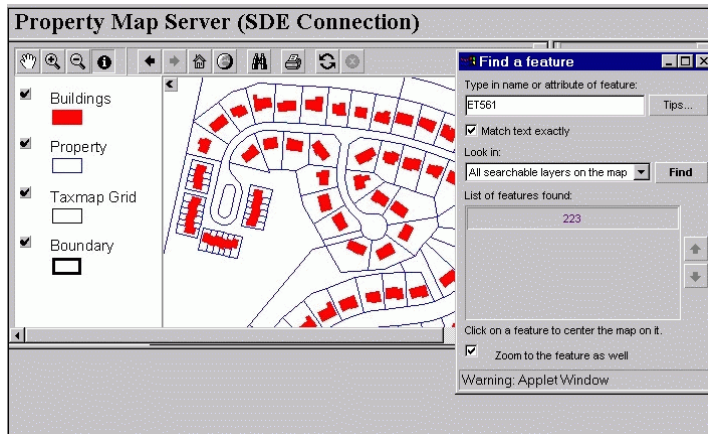 Property Map Server (SDE Connection)
Buildings
Property
Taxmap Grid
Boundary
Find a feature
Type in name or attribute of feature:
ET561
Tips...
Match text exactly
Look in:
All searchable layers on the map
Find
List of features found:
223
Click on a feature to center the map on it.
Zoom to the feature as well
Warning: Applet Window